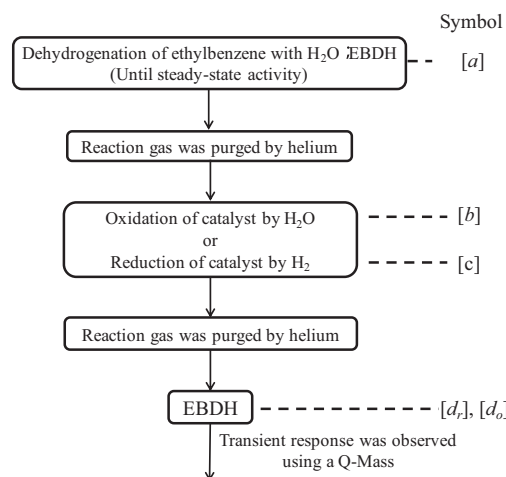 Symbol
Dehydrogenation of ethylbenzene with H₂O :EBDH
(Until steady-state activity)
[a]
Reaction gas was purged by helium
Oxidation of catalyst by H₂O
or
Reduction of catalyst by H₂
[b]
[c]
Reaction gas was purged by helium
EBDH
[dᵣ], [dₒ]
Transient response was observed
using a Q-Mass